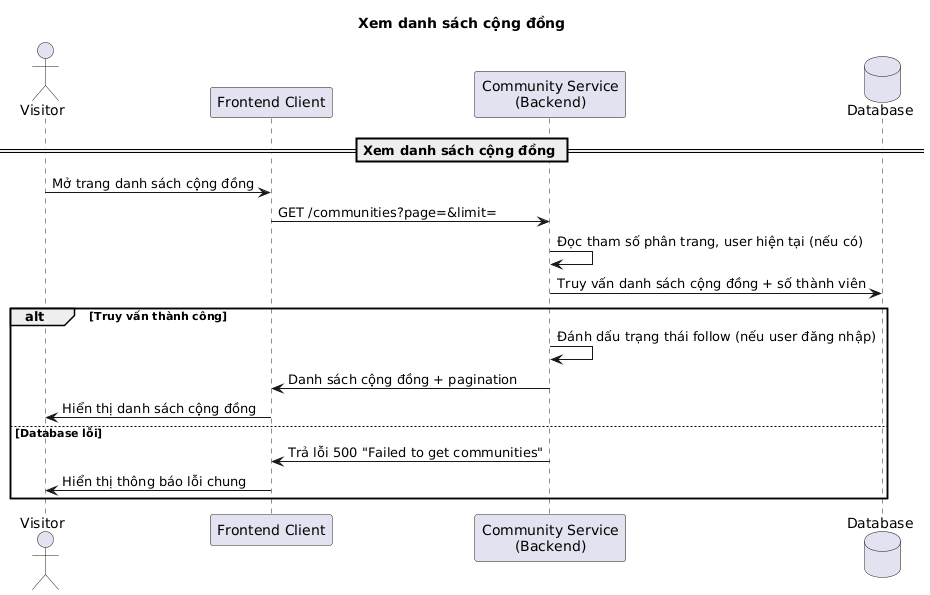 Xem danh sách cộng đồng
Visitor
Frontend Client
Community Service
(Backend)
Database
Xem danh sách cộng đồng
Mở trang danh sách cộng đồng
GET /communities?page=&limit=
Đọc tham số phân trang, user hiện tại (nếu có)
Truy vấn danh sách cộng đồng + số thành viên
alt [Truy vấn thành công]
Đánh dấu trạng thái follow (nếu user đăng nhập)
Danh sách cộng đồng + pagination
Hiển thị danh sách cộng đồng
[Database lỗi]
Trả lỗi 500 "Failed to get communities"
Hiển thị thông báo lỗi chung
Visitor
Frontend Client
Community Service
(Backend)
Database